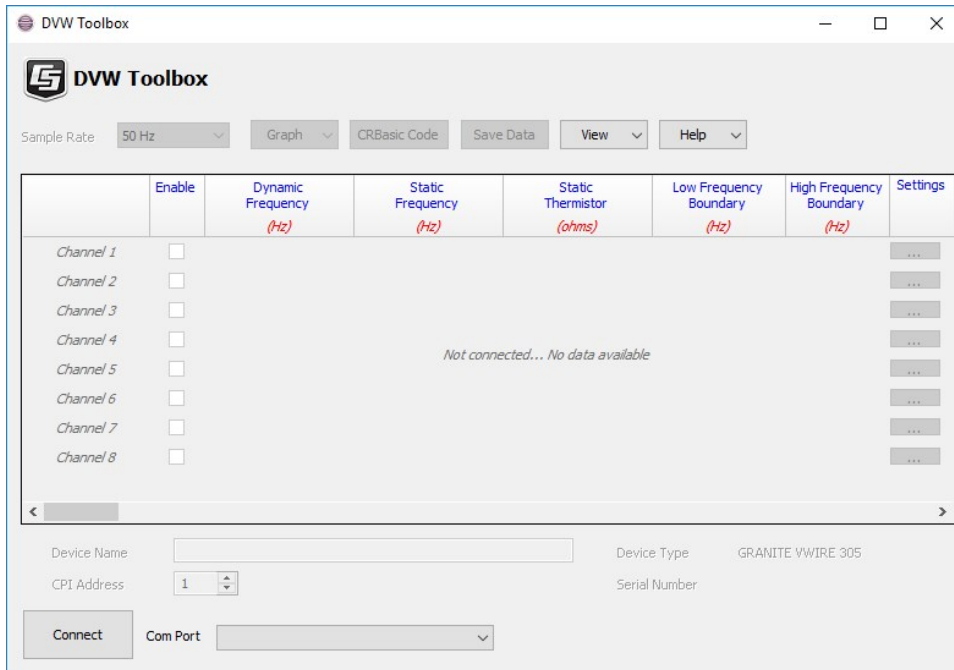 DVW Toolbox
DVW Toolbox
Sample Rate 50 Hz Graph CRBasic Code Save Data View Help
Enable Dynamic Frequency (Hz) Static Frequency (Hz) Static Thermistor (ohms) Low Frequency Boundary (Hz) High Frequency Boundary (Hz) Settings
Channel 1 ...
Channel 2 ...
Channel 3 ...
Channel 4 ...
Not connected... No data available
Channel 5 ...
Channel 6 ...
Channel 7 ...
Channel 8 ...
Device Name Device Type GRANITE VWIRE 305
CPI Address 1 Serial Number
Connect Com Port